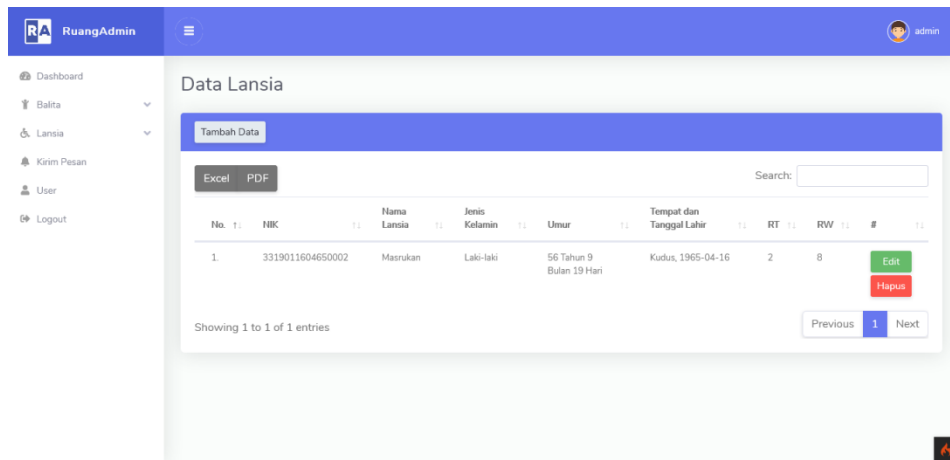 RA RuangAdmin
admin
Dashboard
Balita
Lansia
Kirim Pesan
User
Logout
Data Lansia
Tambah Data
Excel PDF
Search:
No. NIK Nama Lansia Jenis Kelamin Umur Tempat dan Tanggal Lahir RT RW #
1. 3319011604650002 Masrukan Laki-laki 56 Tahun 9 Bulan 19 Hari Kudus, 1965-04-16 2 8 Edit
Hapus
Showing 1 to 1 of 1 entries
Previous 1 Next